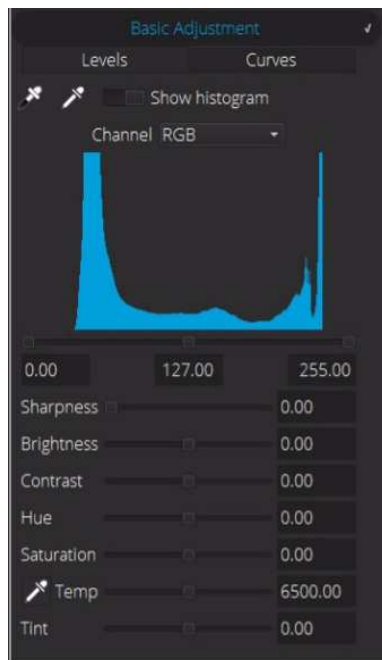 Basic Adjustment
Levels Curves
Show histogram
Channel RGB
0.00 127.00 255.00
Sharpness 0.00
Brightness 0.00
Contrast 0.00
Hue 0.00
Saturation 0.00
Temp 6500.00
Tint 0.00